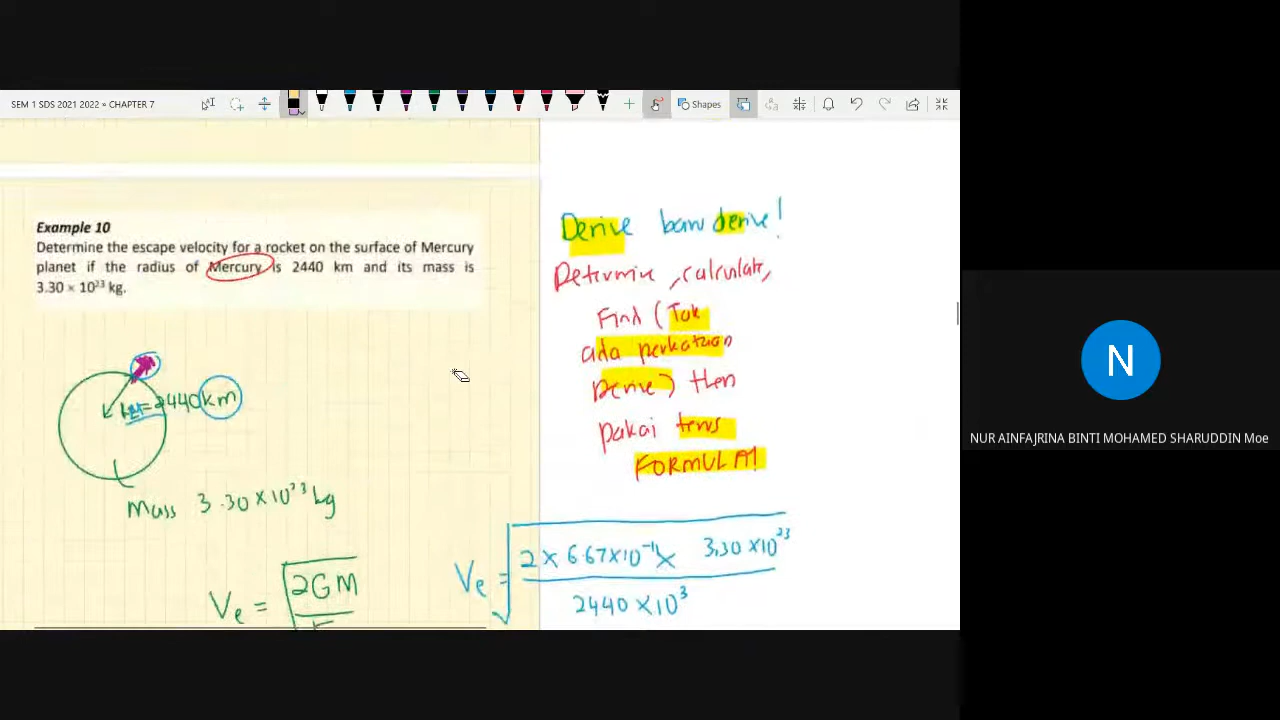 SEM 1 SDS 2021 2022 » CHAPTER 7
Shapes
Example 10
Determine the escape velocity for a rocket on the surface of Mercury
planet if the radius of Mercury is 2440 km and its mass is
3.30 × 10²³ kg.
Derive baru derive!
Determine, calculate,
Find (Tak
ada perkataan
Derive) then
pakai terus
FORMULA!
=2440 km
Mass 3.30×10²³ kg
Ve = √2GM
r
Ve = √2 × 6.67×10⁻¹¹ × 3.30×10²³
2440 ×10³
N
NUR AINFAJRINA BINTI MOHAMED SHARUDDIN Moe